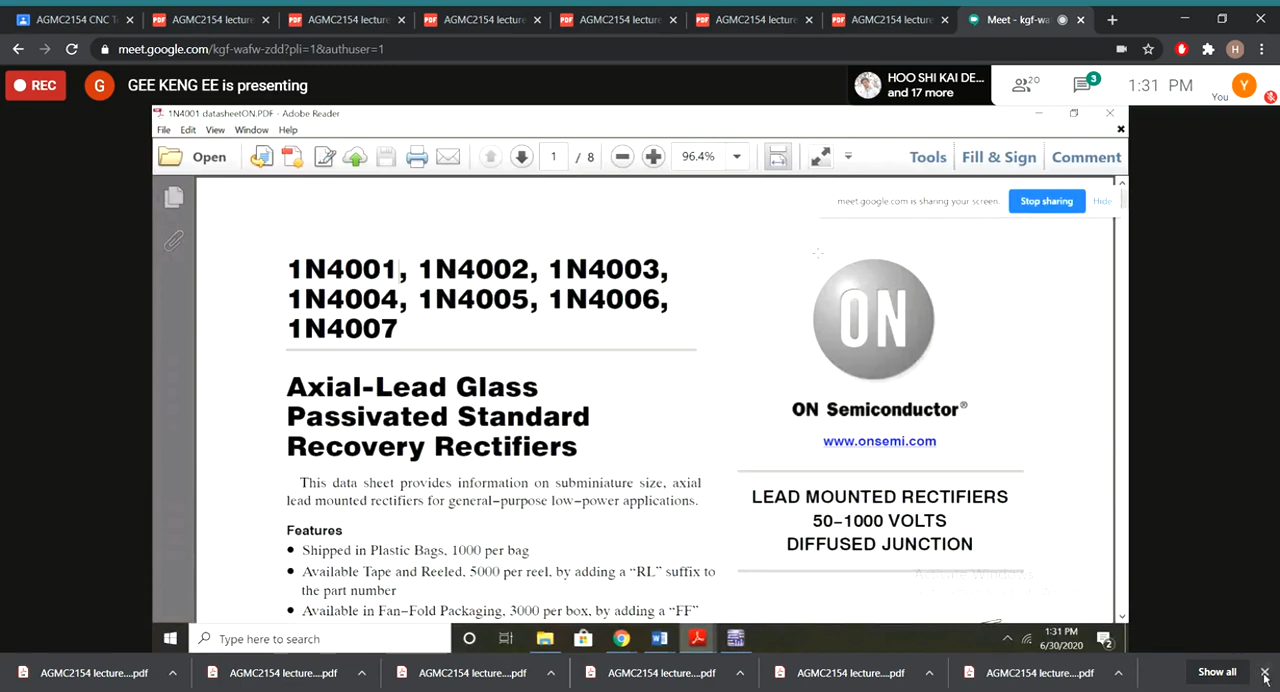 AGMC2154 CNC T
AGMC2154 lecture
AGMC2154 lecture
AGMC2154 lecture
AGMC2154 lecture
AGMC2154 lecture
AGMC2154 lecture
Meet - kgf-wa
meet.google.com/kgf-wafw-zdd?pli=1&authuser=1
H
REC
G
GEE KENG EE is presenting
HOO SHI KAI DE...
and 17 more
20
3
1:31 PM
You
Y
1N4001 datasheetON.PDF - Adobe Reader
File Edit View Window Help
Open
1 / 8
96.4%
Tools
Fill & Sign
Comment
meet.google.com is sharing your screen.
Stop sharing
Hide
1N4001, 1N4002, 1N4003,
1N4004, 1N4005, 1N4006,
1N4007
Axial-Lead Glass
Passivated Standard
Recovery Rectifiers
This data sheet provides information on subminiature size, axial
lead mounted rectifiers for general-purpose low-power applications.
Features
• Shipped in Plastic Bags, 1000 per bag
• Available Tape and Reeled, 5000 per reel, by adding a “RL” suffix to
the part number
• Available in Fan-Fold Packaging, 3000 per box, by adding a “FF”
ON
ON Semiconductor®
www.onsemi.com
LEAD MOUNTED RECTIFIERS
50-1000 VOLTS
DIFFUSED JUNCTION
Activate Windows
Type here to search
1:31 PM
6/30/2020
2
AGMC2154 lecture....pdf
AGMC2154 lecture....pdf
AGMC2154 lecture....pdf
AGMC2154 lecture....pdf
AGMC2154 lecture....pdf
AGMC2154 lecture....pdf
Show all